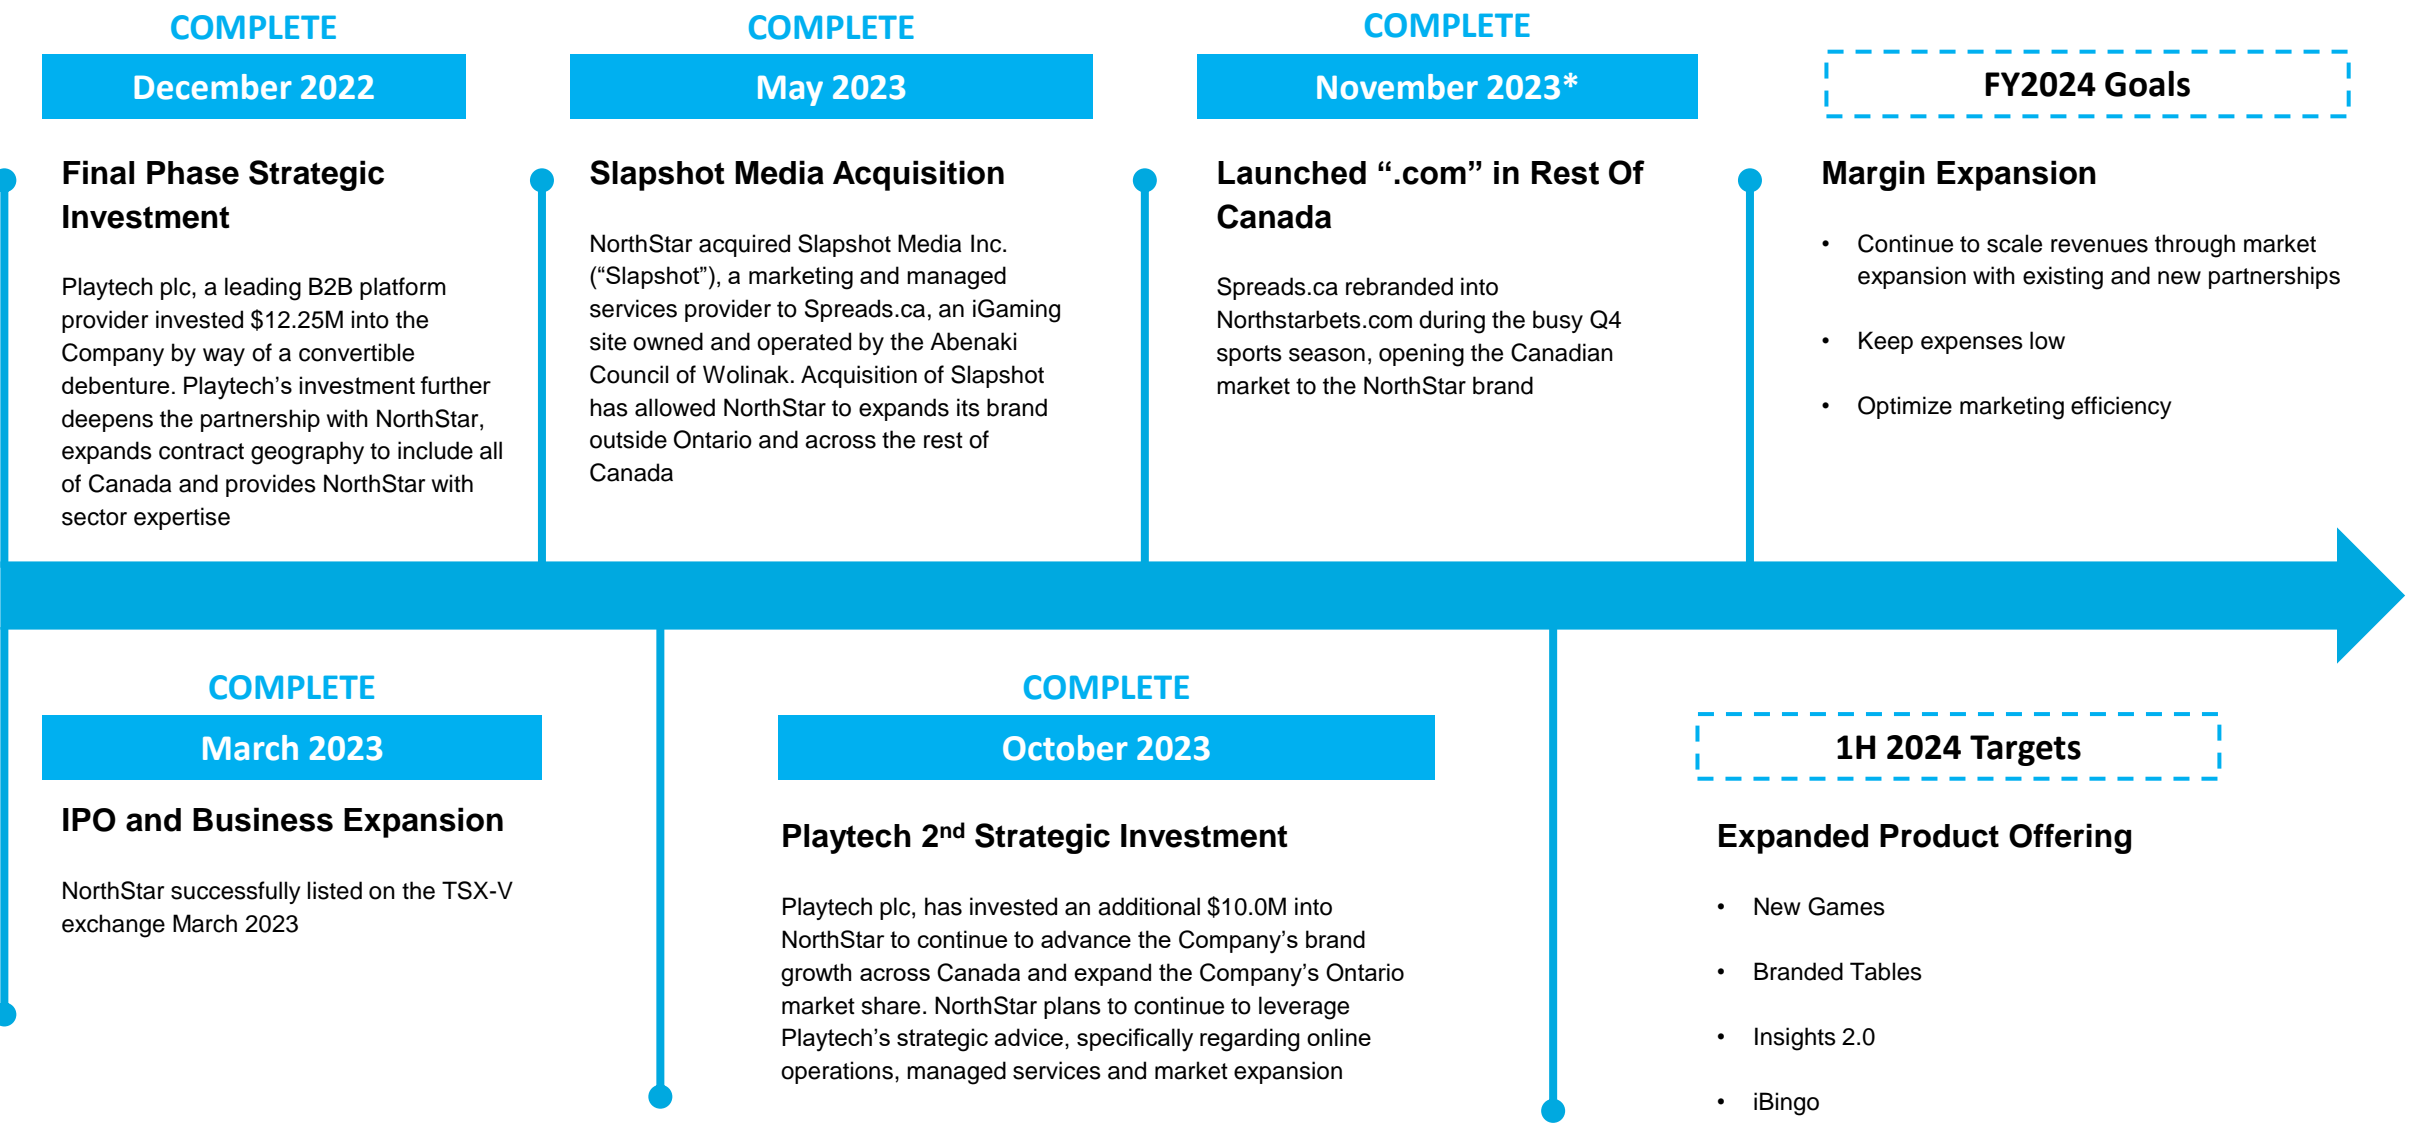 COMPLETE
December 2022
Final Phase Strategic
Investment
Playtech plc, a leading B2B platform
provider invested $12.25M into the
Company by way of a convertible
debenture. Playtech’s investment further
deepens the partnership with NorthStar,
expands contract geography to include all
of Canada and provides NorthStar with
sector expertise
COMPLETE
May 2023
Slapshot Media Acquisition
NorthStar acquired Slapshot Media Inc.
(“Slapshot”), a marketing and managed
services provider to Spreads.ca, an iGaming
site owned and operated by the Abenaki
Council of Wolinak. Acquisition of Slapshot
has allowed NorthStar to expands its brand
outside Ontario and across the rest of
Canada
COMPLETE
November 2023*
Launched “.com” in Rest Of
Canada
Spreads.ca rebranded into
Northstarbets.com during the busy Q4
sports season, opening the Canadian
market to the NorthStar brand
FY2024 Goals
Margin Expansion
• Continue to scale revenues through market
expansion with existing and new partnerships
• Keep expenses low
• Optimize marketing efficiency
COMPLETE
March 2023
IPO and Business Expansion
NorthStar successfully listed on the TSX-V
exchange March 2023
COMPLETE
October 2023
Playtech 2nd Strategic Investment
Playtech plc, has invested an additional $10.0M into
NorthStar to continue to advance the Company’s brand
growth across Canada and expand the Company’s Ontario
market share. NorthStar plans to continue to leverage
Playtech’s strategic advice, specifically regarding online
operations, managed services and market expansion
1H 2024 Targets
Expanded Product Offering
• New Games
• Branded Tables
• Insights 2.0
• iBingo